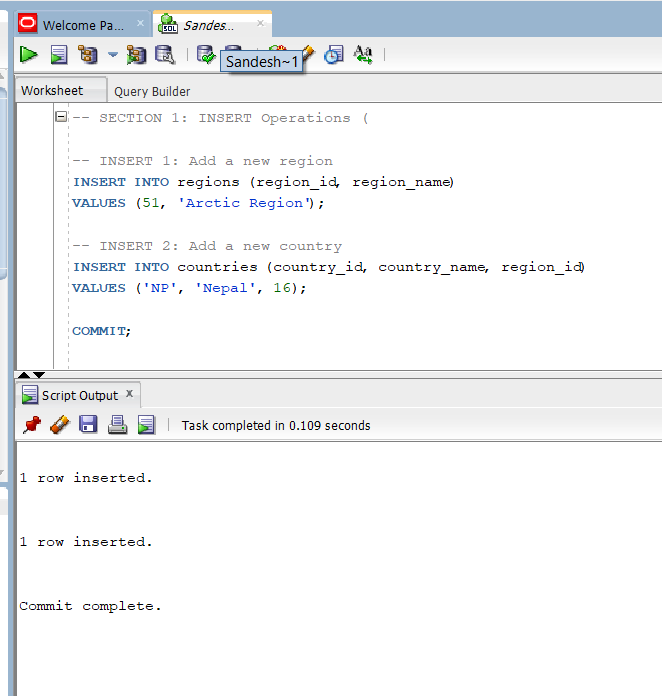 Welcome Pa...
Sandes...
SQL
Sandesh~1
Worksheet
Query Builder
-- SECTION 1: INSERT Operations (
-- INSERT 1: Add a new region
INSERT INTO regions (region_id, region_name)
VALUES (51, 'Arctic Region');
-- INSERT 2: Add a new country
INSERT INTO countries (country_id, country_name, region_id)
VALUES ('NP', 'Nepal', 16);
COMMIT;
Script Output
Task completed in 0.109 seconds
1 row inserted.
1 row inserted.
Commit complete.